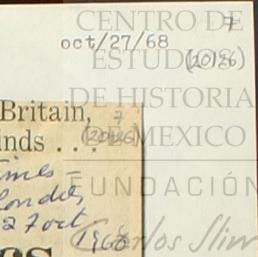 CENTRO DE
ESTUDIOS
DE HISTORIA
DE MEXICO
FUNDACIÓN
Carlos Slim
7
oct/27/68
(20126)
Britain,
inds . . .
7
(20126)
Times =
Londres
27 oct
1968